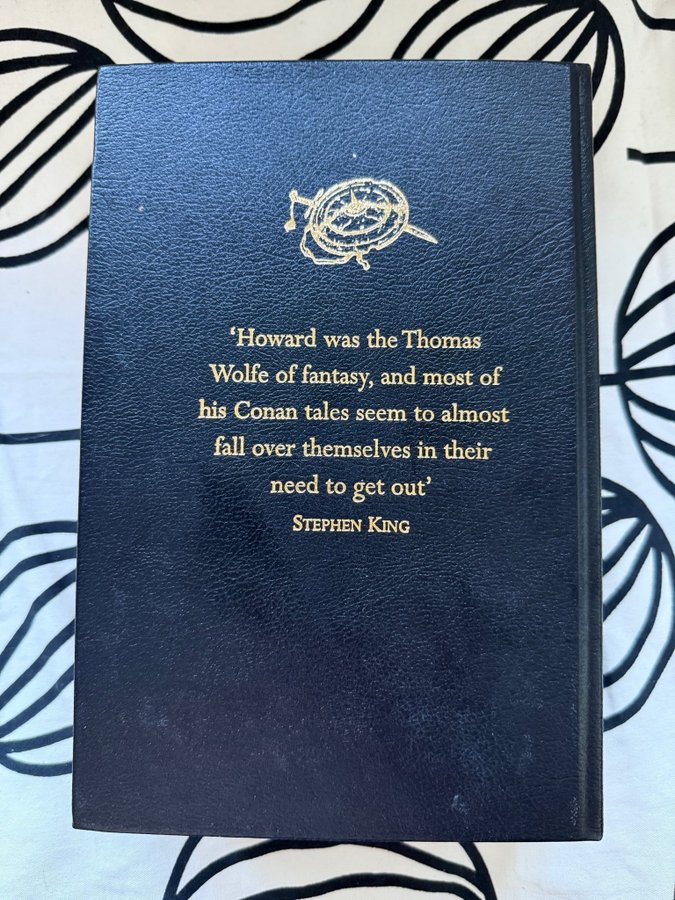 ‘Howard was the Thomas
Wolfe of fantasy, and most of
his Conan tales seem to almost
fall over themselves in their
need to get out’
STEPHEN KING